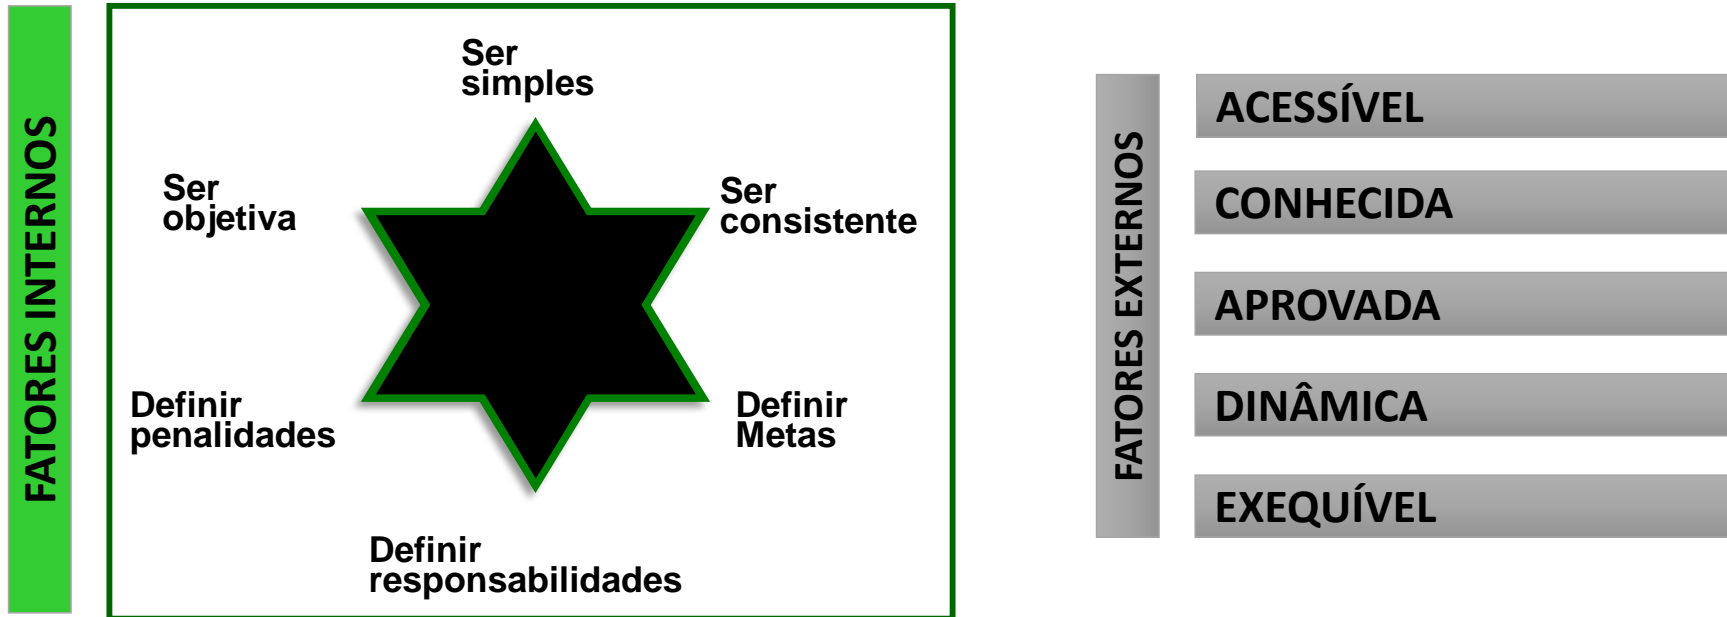 FATORES INTERNOS
Ser
simples
Ser
objetiva
Ser
consistente
Definir
penalidades
Definir
Metas
Definir
responsabilidades
FATORES EXTERNOS
ACESSÍVEL
CONHECIDA
APROVADA
DINÂMICA
EXEQUÍVEL